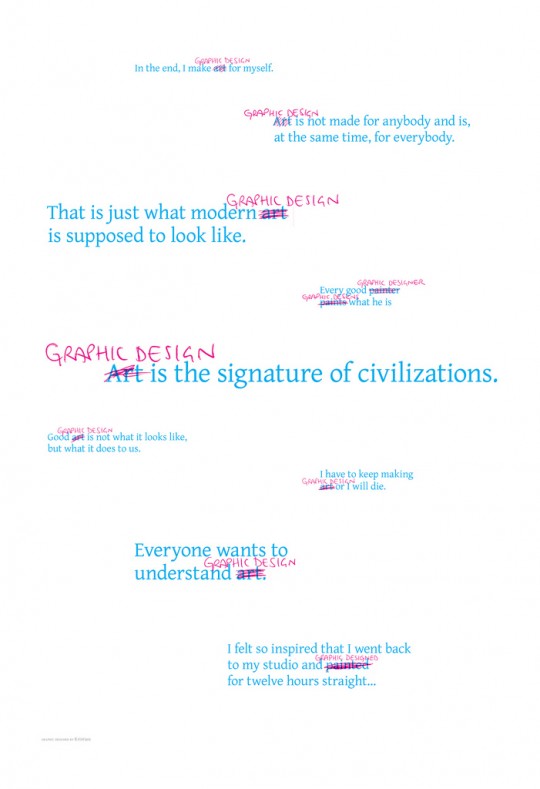 GRAPHIC DESIGN
In the end, I make art for myself.
GRAPHIC DESIGN
Art is not made for anybody and is,
at the same time, for everybody.
GRAPHIC DESIGN
That is just what modern art
is supposed to look like.
GRAPHIC DESIGNER
Every good painter
GRAPHIC DESIGNS
paints what he is
GRAPHIC DESIGN
Art is the signature of civilizations.
GRAPHIC DESIGN
Good art is not what it looks like,
but what it does to us.
I have to keep making
GRAPHIC DESIGN
art or I will die.
Everyone wants to
GRAPHIC DESIGN
understand art.
I felt so inspired that I went back
GRAPHIC DESIGNED
to my studio and painted
for twelve hours straight...